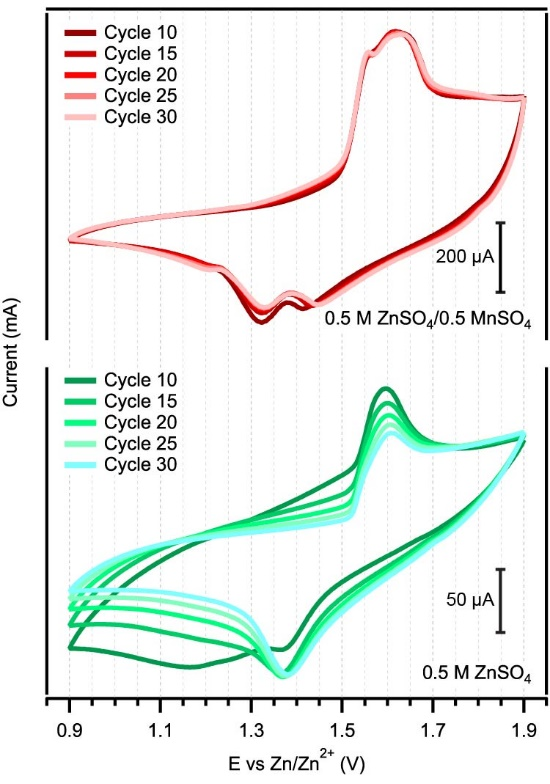 Cycle 10
Cycle 15
Cycle 20
Cycle 25
Cycle 30
200 µA
0.5 M ZnSO₄/0.5 MnSO₄
Current (mA)
Cycle 10
Cycle 15
Cycle 20
Cycle 25
Cycle 30
50 µA
0.5 M ZnSO₄
0.9 1.1 1.3 1.5 1.7 1.9
E vs Zn/Zn²⁺ (V)